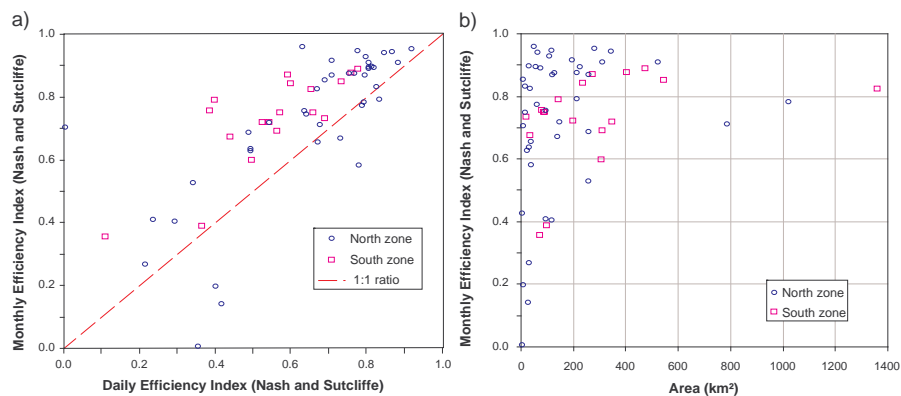 a)
Monthly Efficiency Index (Nash and Sutcliffe)
1.0
0.8
0.6
0.4
0.2
0.0
0.0
0.2
0.4
0.6
0.8
1.0
Daily Efficiency Index (Nash and Sutcliffe)
North zone
South zone
1:1 ratio
b)
Monthly Efficiency Index (Nash and Sutcliffe)
1.0
0.8
0.6
0.4
0.2
0.0
0
200
400
600
800
1000
1200
1400
Area (km²)
North zone
South zone